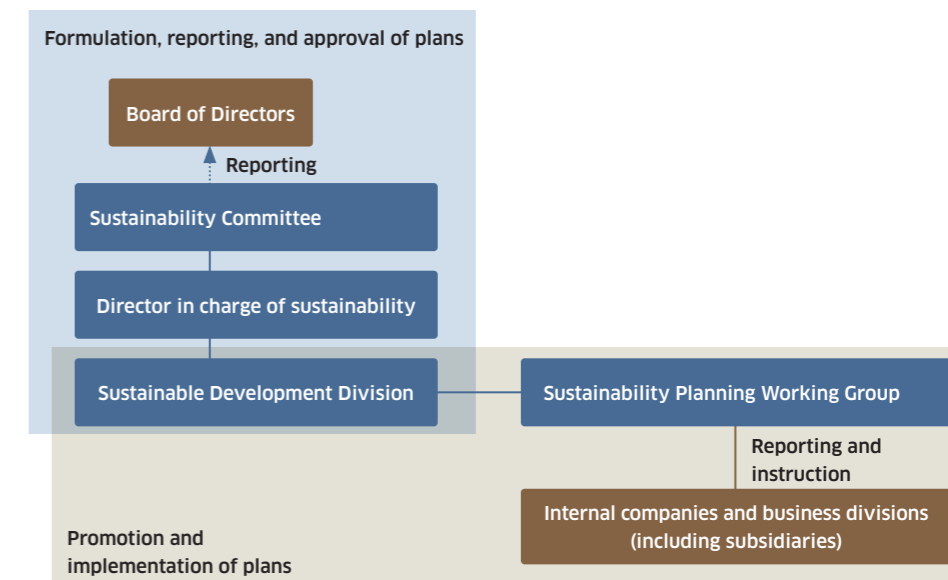 Formulation, reporting, and approval of plans
Board of Directors
Reporting
Sustainability Committee
Director in charge of sustainability
Sustainable Development Division
Sustainability Planning Working Group
Reporting and
instruction
Internal companies and business divisions
(including subsidiaries)
Promotion and
implementation of plans